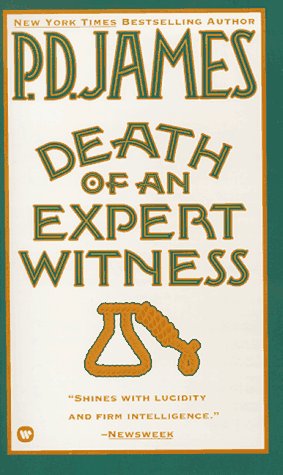 NEW YORK TIMES BESTSELLING AUTHOR
P.D. JAMES
DEATH
OF AN
EXPERT
WITNESS
"SHINES WITH LUCIDITY
AND FIRM INTELLIGENCE."
–NEWSWEEK